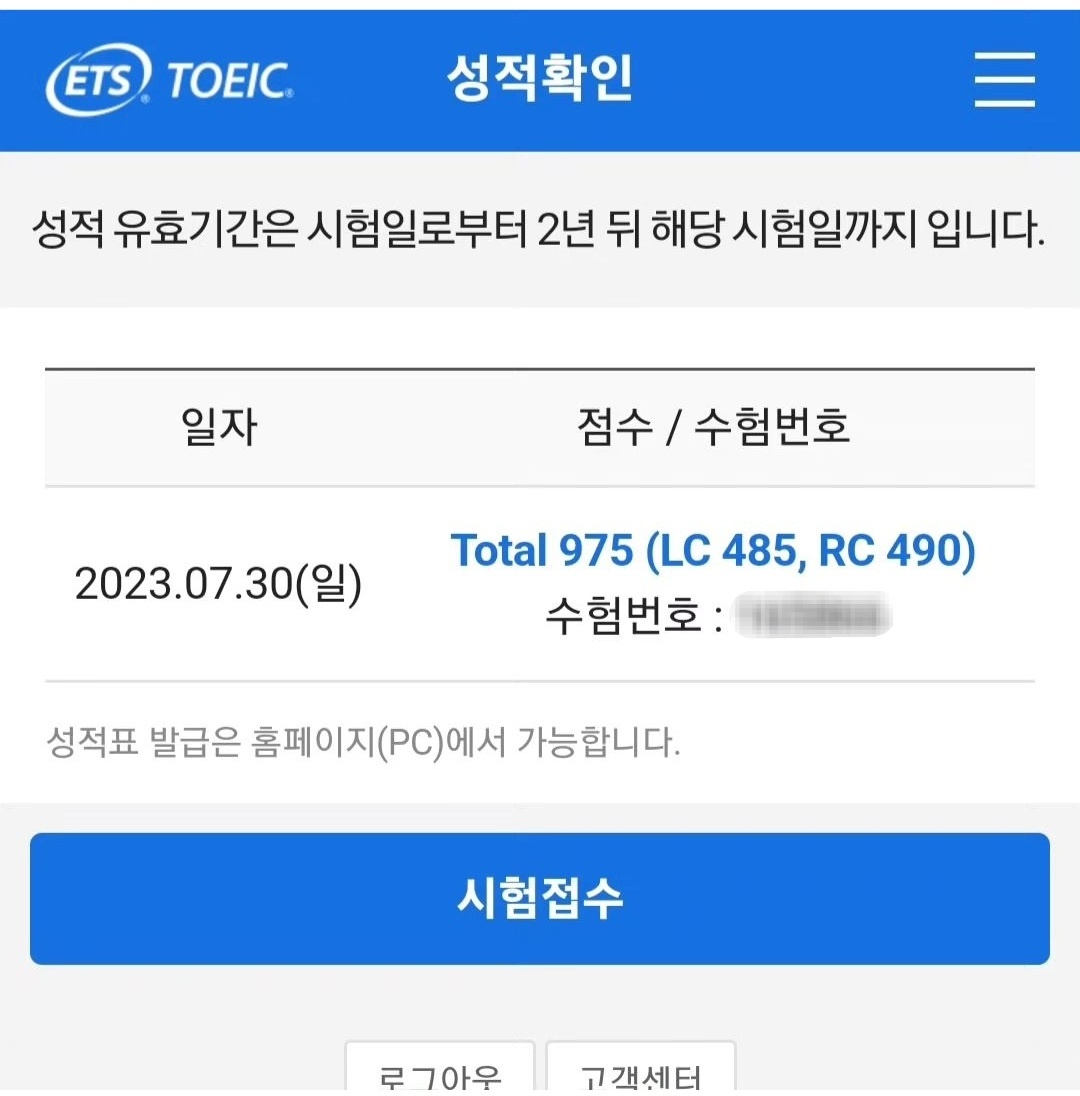 ETS® TOEIC®
성적확인
성적 유효기간은 시험일로부터 2년 뒤 해당 시험일까지 입니다.
일자
점수 / 수험번호
2023.07.30(일)
Total 975 (LC 485, RC 490)
수험번호 :
성적표 발급은 홈페이지(PC)에서 가능합니다.
시험접수
로그아웃
고객센터